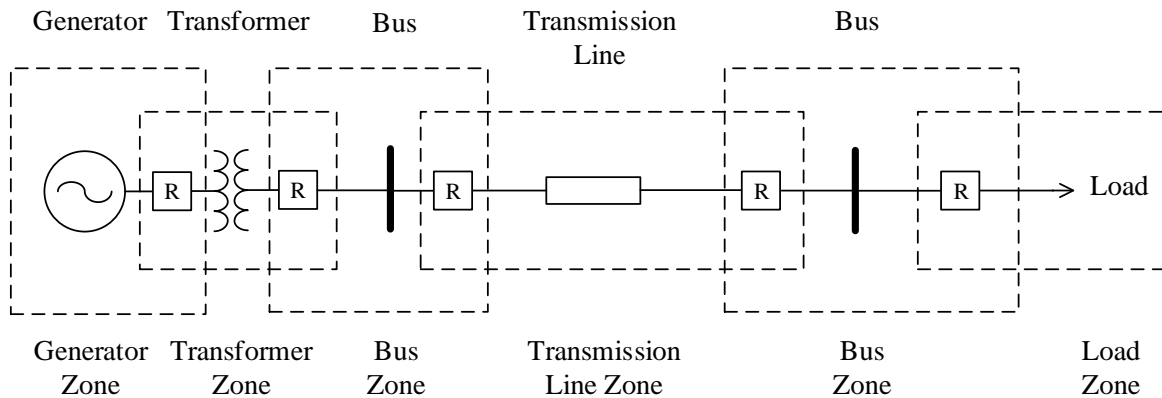 Generator
Transformer
Bus
Transmission
Line
Bus
R
R
R
R
R
Load
Generator
Zone
Transformer
Zone
Bus
Zone
Transmission
Line Zone
Bus
Zone
Load
Zone